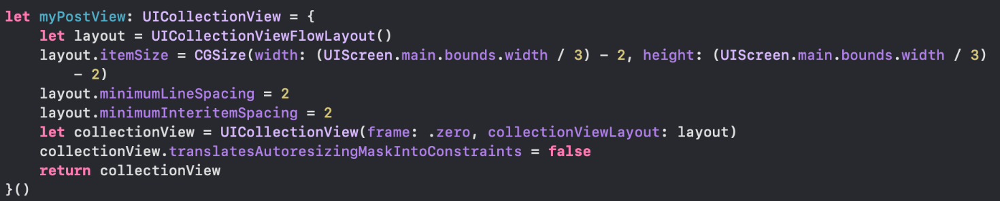 let myPostView: UICollectionView = {
    let layout = UICollectionViewFlowLayout()
    layout.itemSize = CGSize(width: (UIScreen.main.bounds.width / 3) - 2, height: (UIScreen.main.bounds.width / 3)
        - 2)
    layout.minimumLineSpacing = 2
    layout.minimumInteritemSpacing = 2
    let collectionView = UICollectionView(frame: .zero, collectionViewLayout: layout)
    collectionView.translatesAutoresizingMaskIntoConstraints = false
    return collectionView
}()